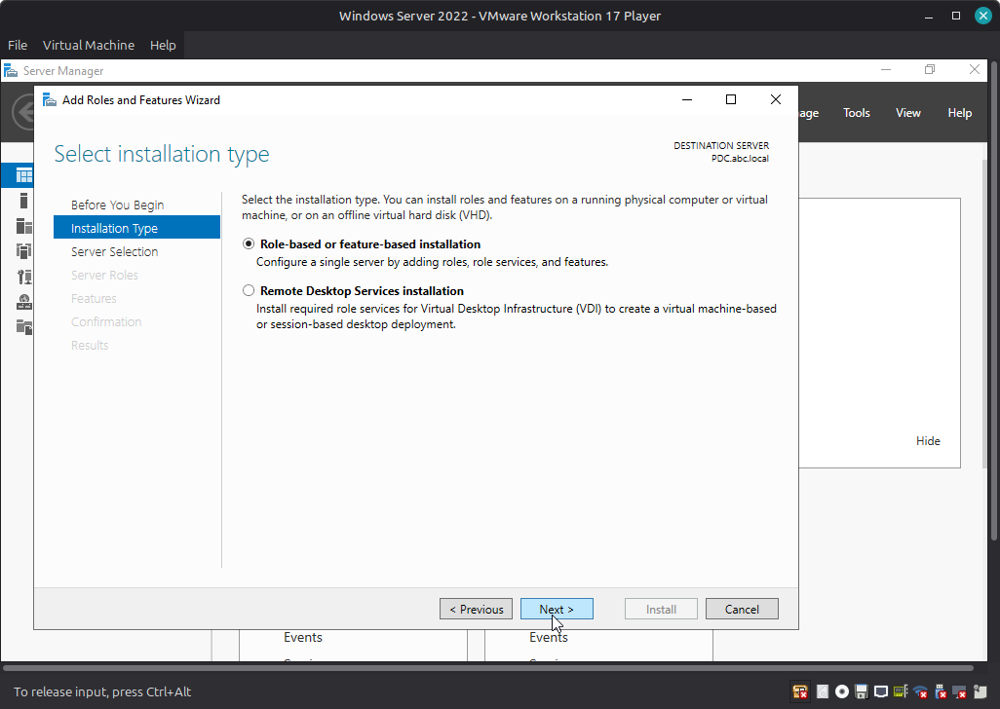 Windows Server 2022 - VMware Workstation 17 Player
File Virtual Machine Help
Server Manager
Add Roles and Features Wizard
Tools View Help
Select installation type
DESTINATION SERVER
PDC.abc.local
Before You Begin
Installation Type
Server Selection
Server Roles
Features
Confirmation
Results
Select the installation type. You can install roles and features on a running physical computer or virtual
machine, or on an offline virtual hard disk (VHD).
Role-based or feature-based installation
Configure a single server by adding roles, role services, and features.
Remote Desktop Services installation
Install required role services for Virtual Desktop Infrastructure (VDI) to create a virtual machine-based
or session-based desktop deployment.
Hide
< Previous Next > Install Cancel
Events Events
To release input, press Ctrl+Alt